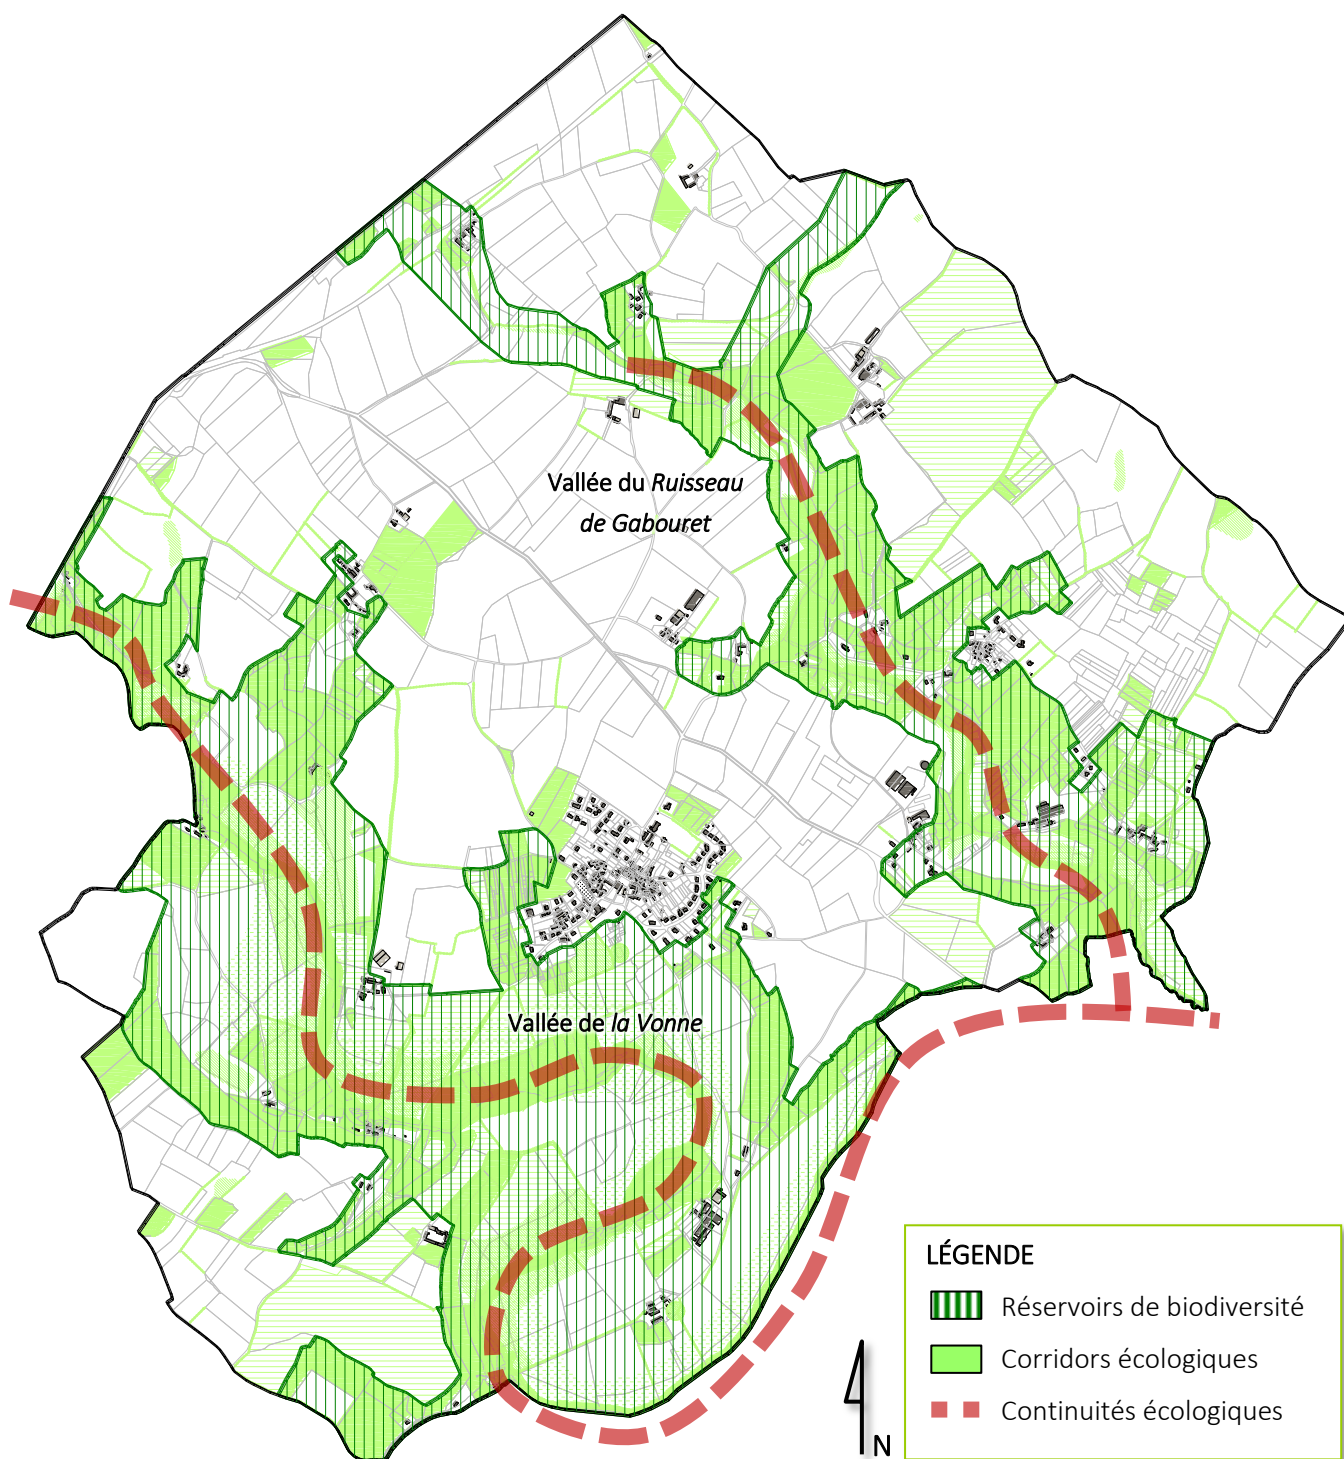 Vallée du Ruisseau
de Gabouret
Vallée de la Vonne
LÉGENDE
Réservoirs de biodiversité
Corridors écologiques
Continuités écologiques
N